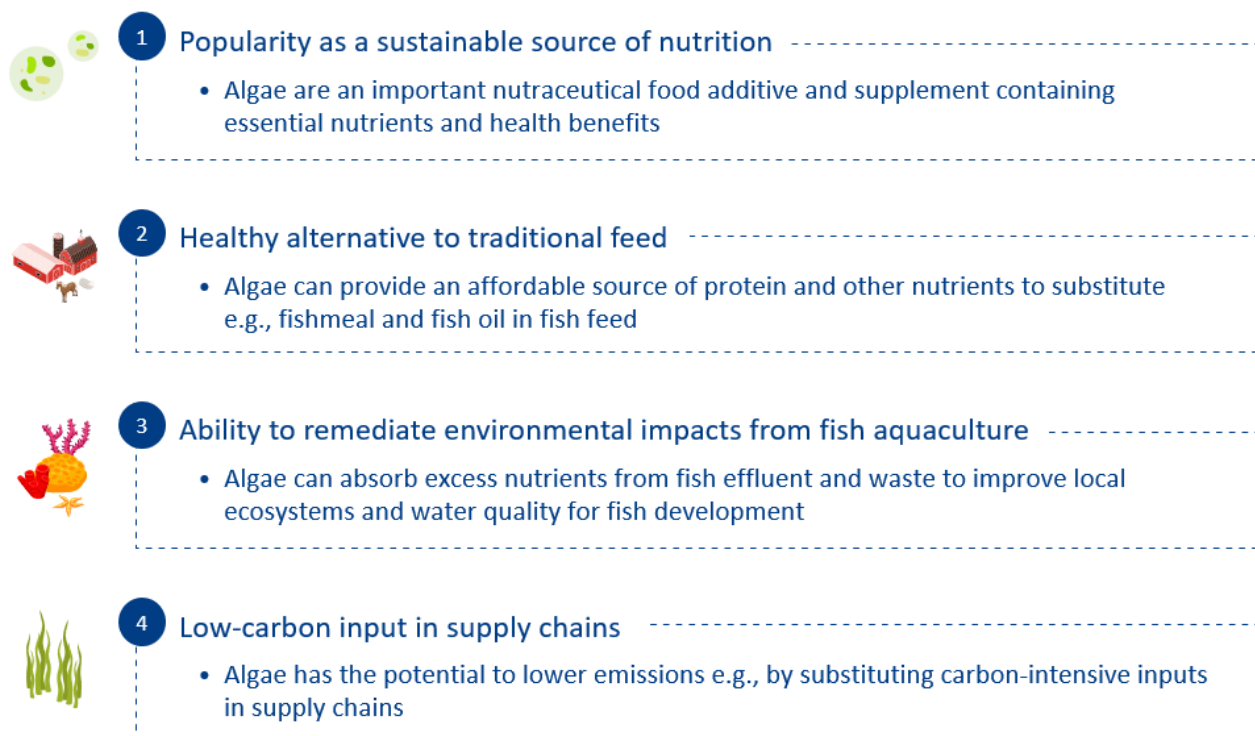 1
Popularity as a sustainable source of nutrition
• Algae are an important nutraceutical food additive and supplement containing
essential nutrients and health benefits
2
Healthy alternative to traditional feed
• Algae can provide an affordable source of protein and other nutrients to substitute
e.g., fishmeal and fish oil in fish feed
3
Ability to remediate environmental impacts from fish aquaculture
• Algae can absorb excess nutrients from fish effluent and waste to improve local
ecosystems and water quality for fish development
4
Low-carbon input in supply chains
• Algae has the potential to lower emissions e.g., by substituting carbon-intensive inputs
in supply chains